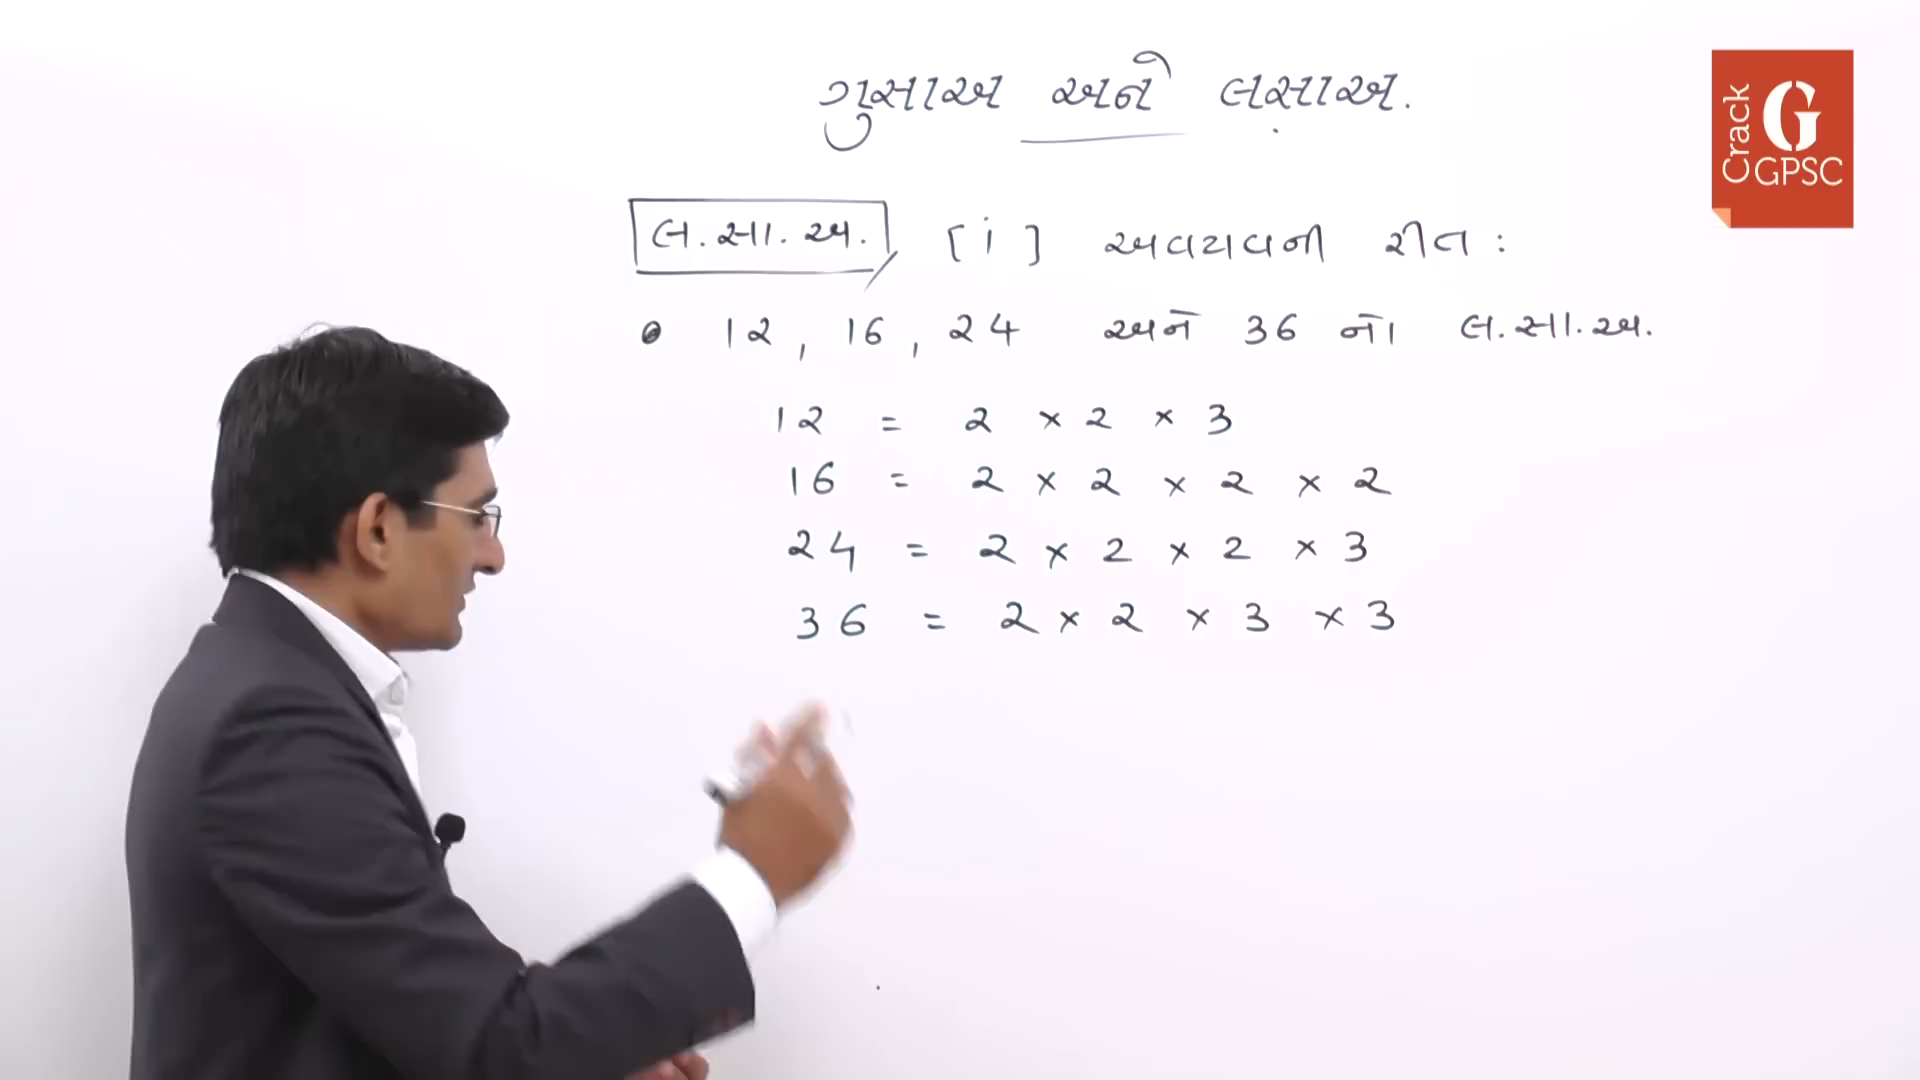 ગુસાઅ અને લસાઅ.
લ.સા.અ. [i] અવયવની રીત :
• 12, 16, 24 અને 36 નો લ.સા.અ.
12 = 2 × 2 × 3
16 = 2 × 2 × 2 × 2
24 = 2 × 2 × 2 × 3
36 = 2 × 2 × 3 × 3
Crack
G
GPSC